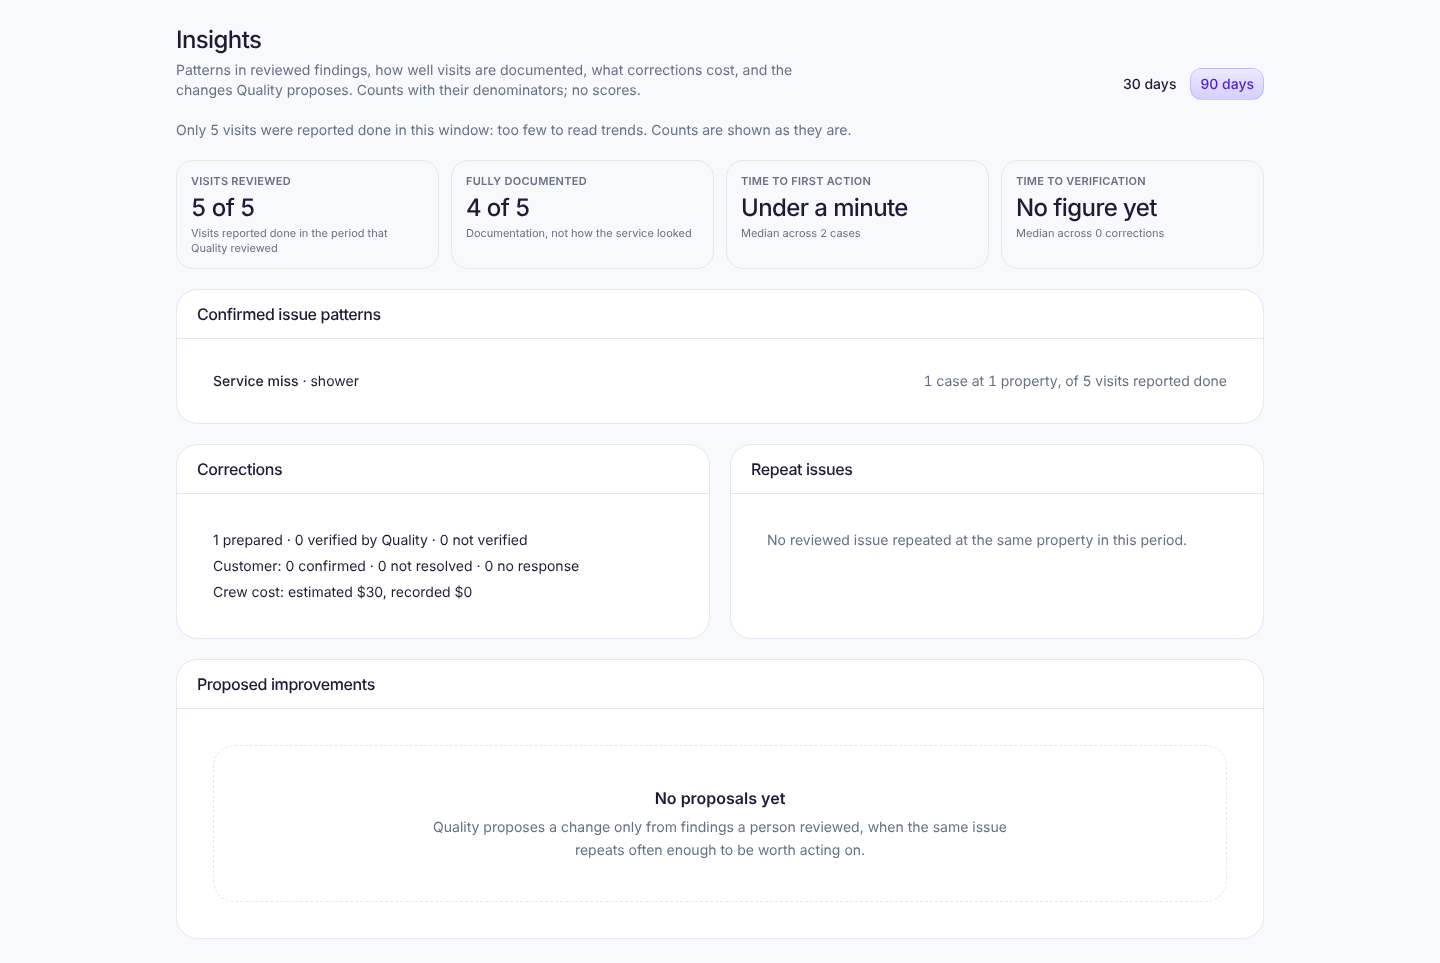 Insights
Patterns in reviewed findings, how well visits are documented, what corrections cost, and the
changes Quality proposes. Counts with their denominators; no scores.
30 days
90 days
Only 5 visits were reported done in this window: too few to read trends. Counts are shown as they are.
VISITS REVIEWED
5 of 5
Visits reported done in the period that
Quality reviewed
FULLY DOCUMENTED
4 of 5
Documentation, not how the service looked
TIME TO FIRST ACTION
Under a minute
Median across 2 cases
TIME TO VERIFICATION
No figure yet
Median across 0 corrections
Confirmed issue patterns
Service miss · shower
1 case at 1 property, of 5 visits reported done
Corrections
1 prepared · 0 verified by Quality · 0 not verified
Customer: 0 confirmed · 0 not resolved · 0 no response
Crew cost: estimated $30, recorded $0
Repeat issues
No reviewed issue repeated at the same property in this period.
Proposed improvements
No proposals yet
Quality proposes a change only from findings a person reviewed, when the same issue
repeats often enough to be worth acting on.